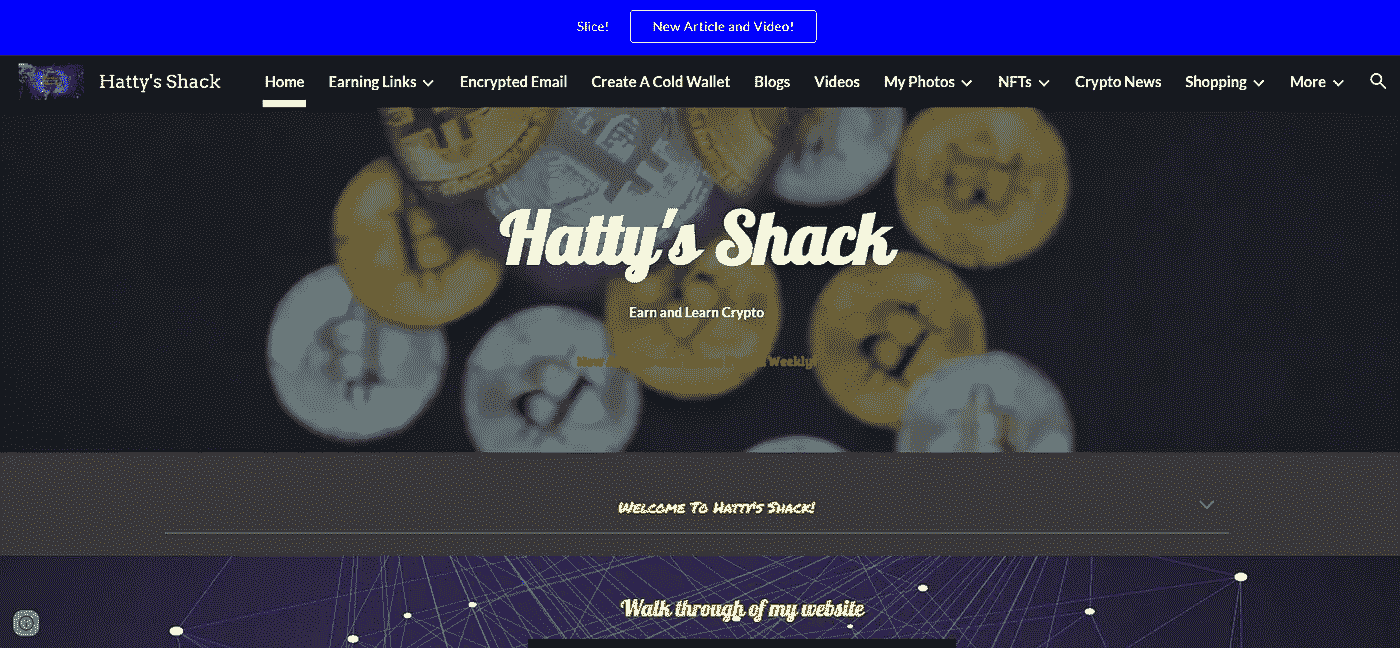 Slice! New Article and Video!
Hatty's Shack Home Earning Links Encrypted Email Create A Cold Wallet Blogs Videos My Photos NFTs Crypto News Shopping More
Hatty's Shack
Earn and Learn Crypto
Weekly!
Welcome To Hatty's Shack!
Walk through of my website